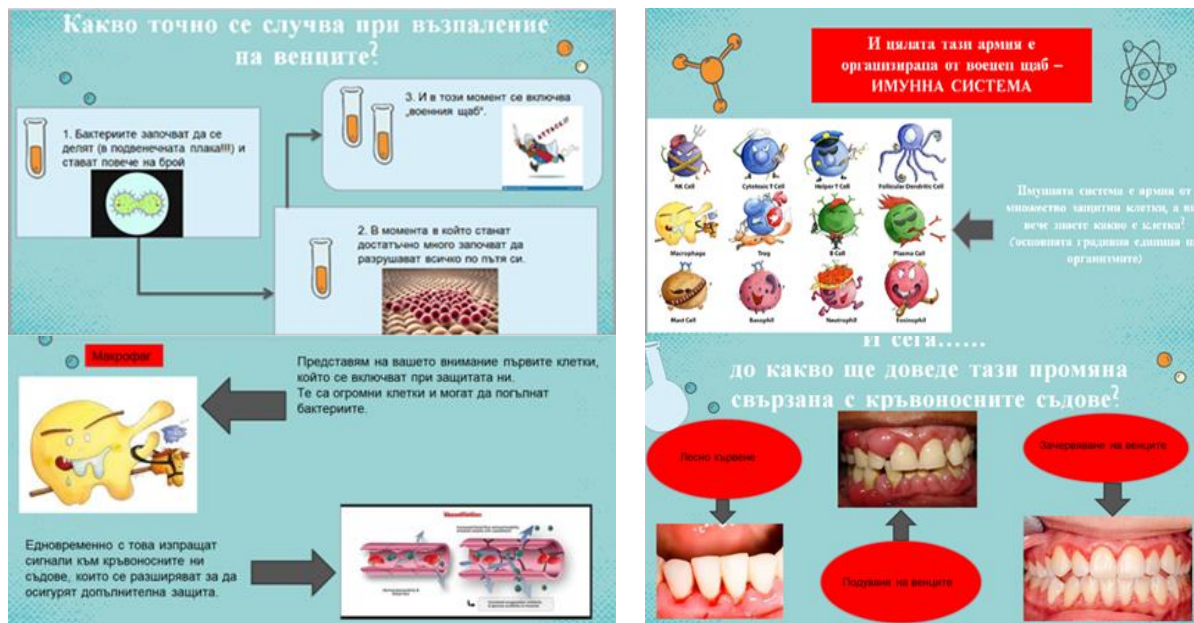 Какво точно се случва при възпаление
на венците?
1. Бактериите започват да се
делят (в подвенечната плака!!!) и
стават повече на брой
3. И в този момент се включва
„военния щаб“.
ATTACK!!!
2. В момента в който станат
достатъчно много започват да
разрушават всичко по пътя си.
Макрофаг
Представям на вашето внимание първите клетки,
който се включват при защитата ни.
Те са огромни клетки и могат да погълнат
бактериите.
Едновременно с това изпращат
сигнали към кръвоносните ни
съдове, които се разширяват за да
осигурят допълнителна защита.
Vasodilation
И цялата тази армия е
организирана от военен щаб –
ИМУННА СИСТЕМА
NK Cell
Cytotoxic T Cell
Helper T Cell
Follicular Dendritic Cell
Macrophage
Treg
B Cell
Plasma Cell
Mast Cell
Basophil
Neutrophil
Eosinophil
Имунната система е армия от
множество защитни клетки, а
вече знаете какво е клетка?
(основната градивна единица
организмите)
И сега......
до какво ще доведе тази промяна
свързана с кръвоносните съдове?
Лесно кървене
Зачервяване на венците
Подуване на венците